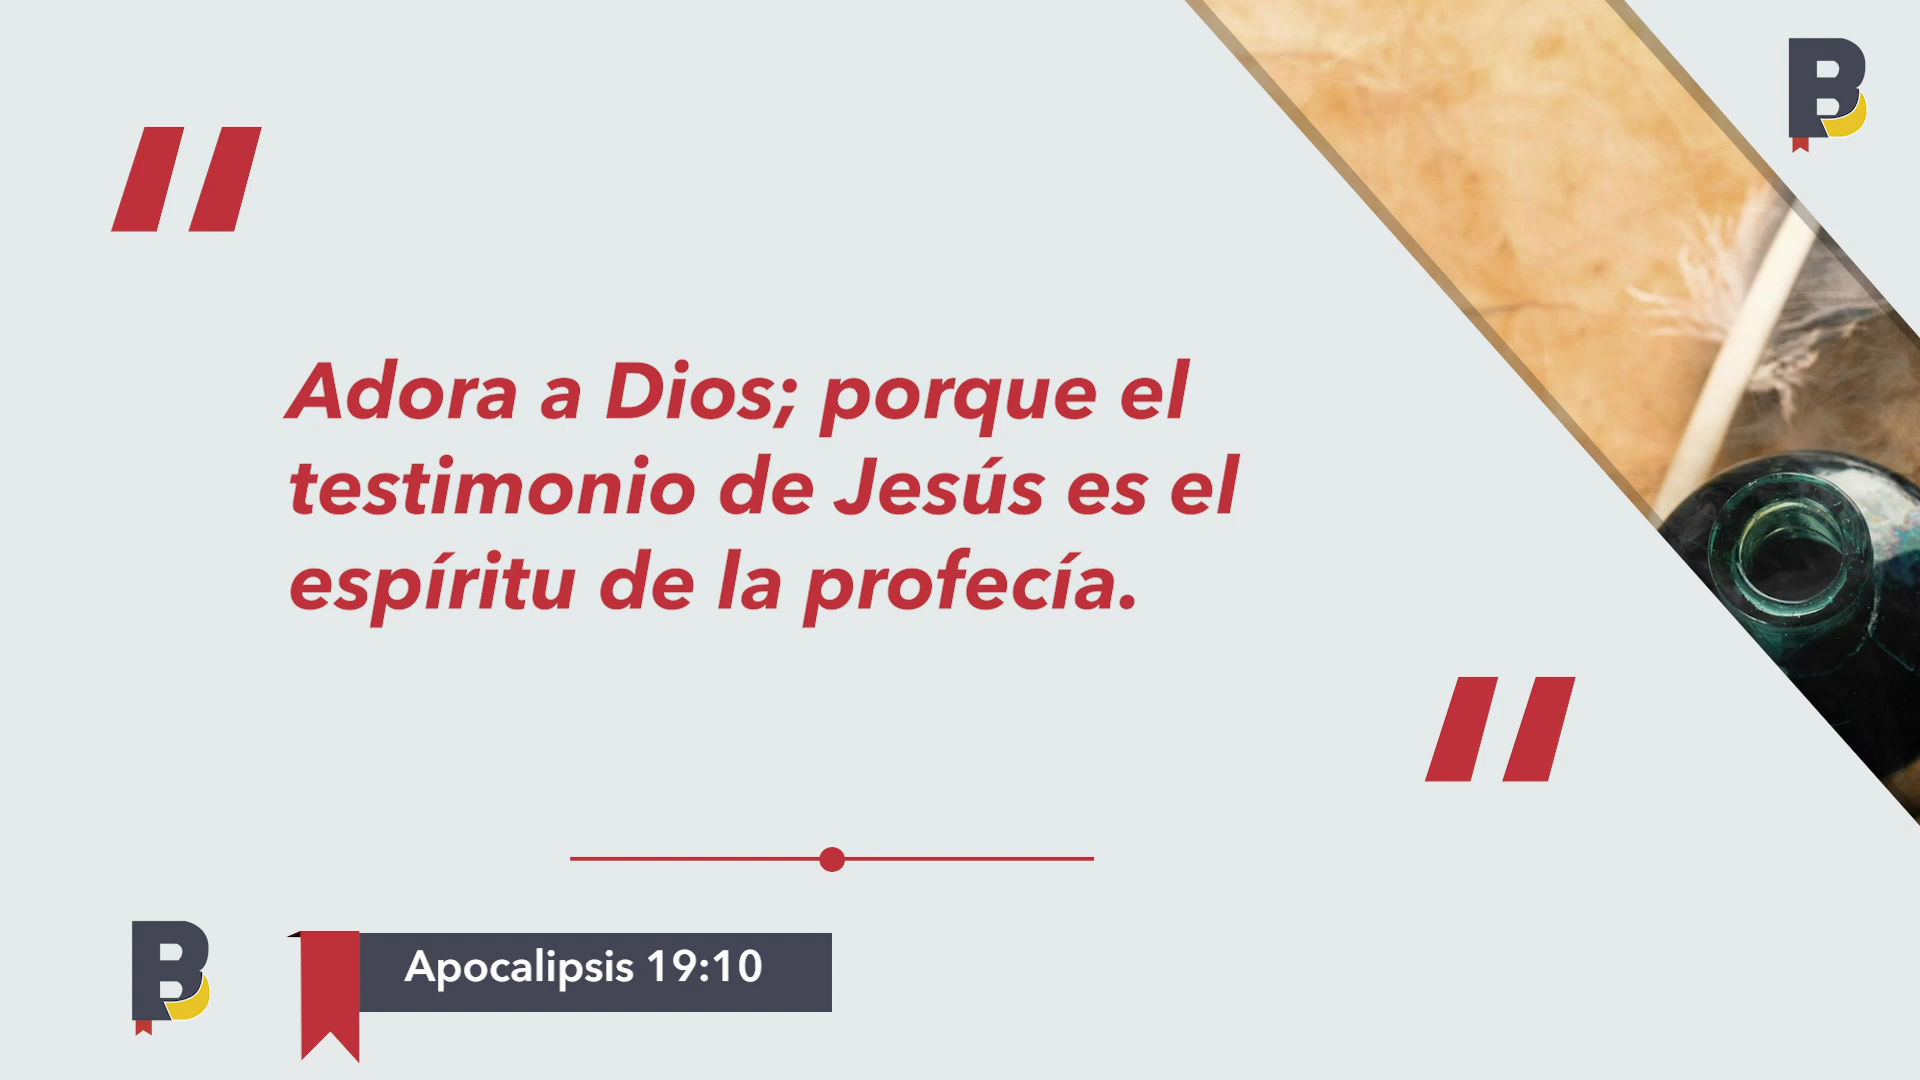 Adora a Dios; porque el
testimonio de Jesús es el
espíritu de la profecía.
Apocalipsis 19:10